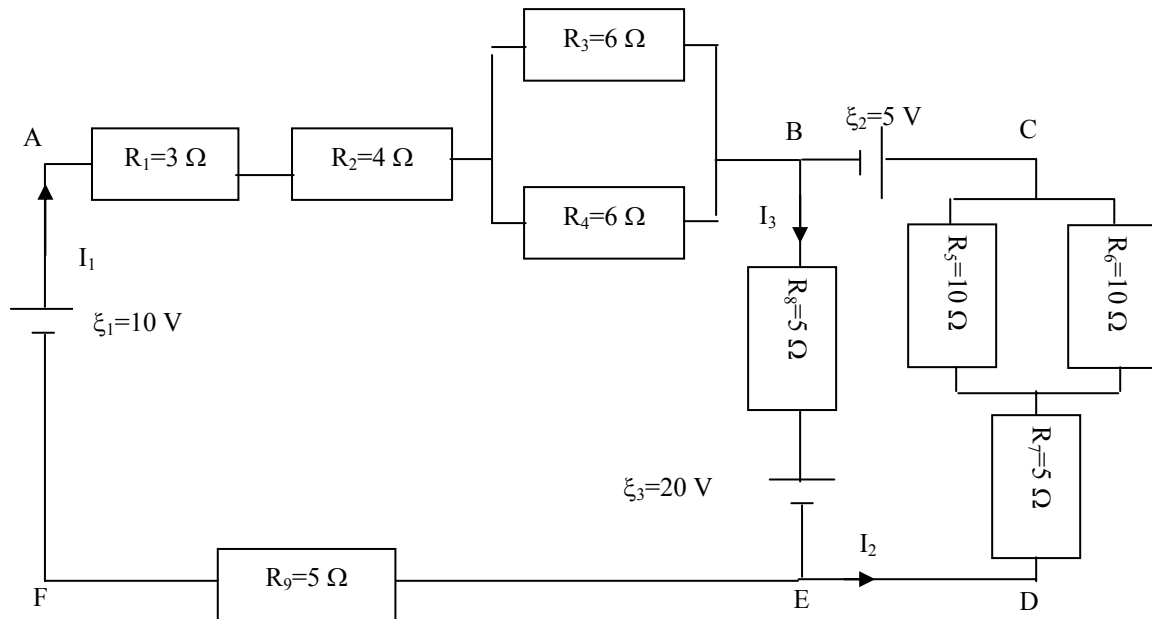 R₃=6 Ω
A
R₁=3 Ω
R₂=4 Ω
B
ξ₂=5 V
C
R₄=6 Ω
I₃
I₁
R₅=10 Ω
R₆=10 Ω
ξ₁=10 V
R₈=5 Ω
R₇=5 Ω
ξ₃=20 V
I₂
F
R₉=5 Ω
E
D